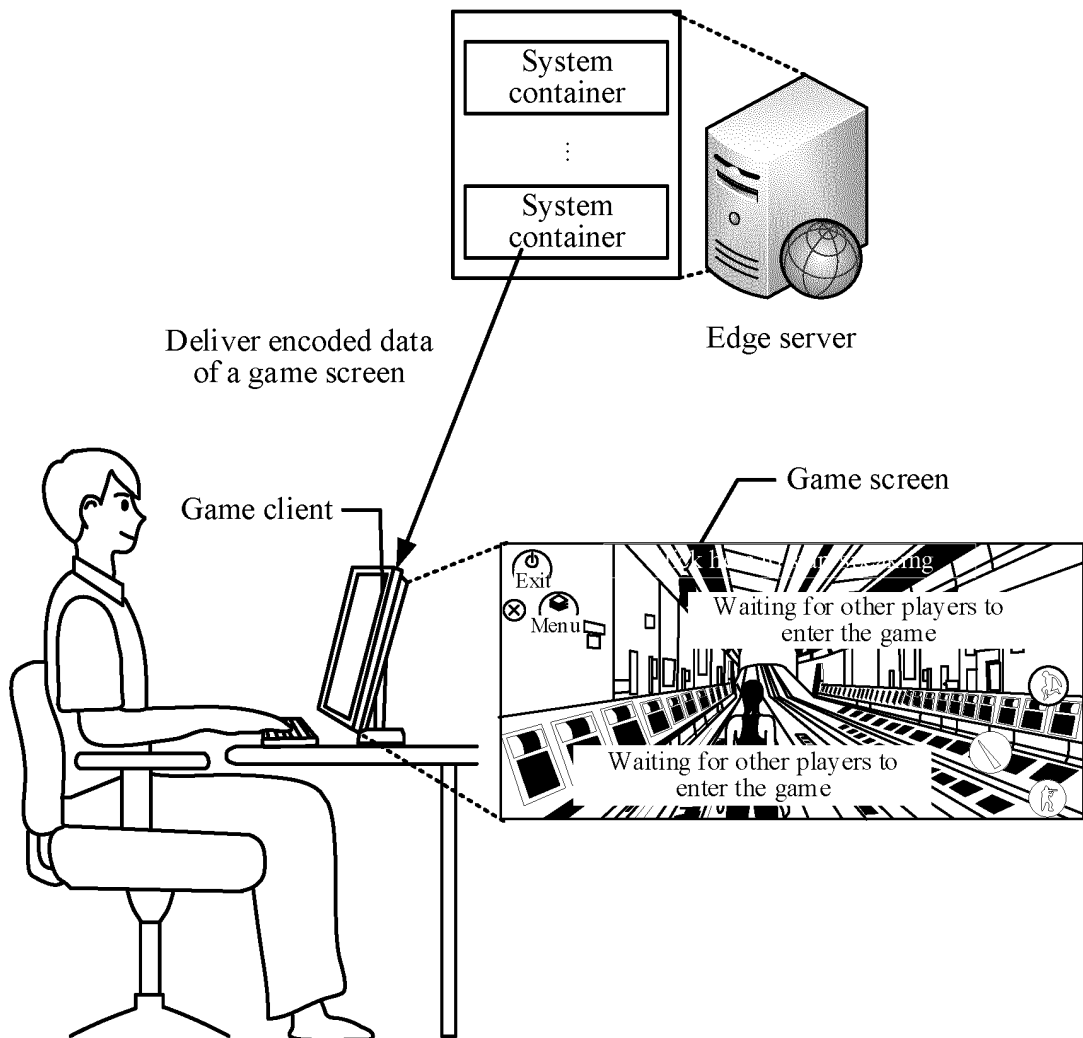 System
container
⋮
System
container
Edge server
Deliver encoded data
of a game screen
Game client
Game screen
speaking
Exit
Menu
Waiting for other players to
enter the game
Waiting for other players to
enter the game